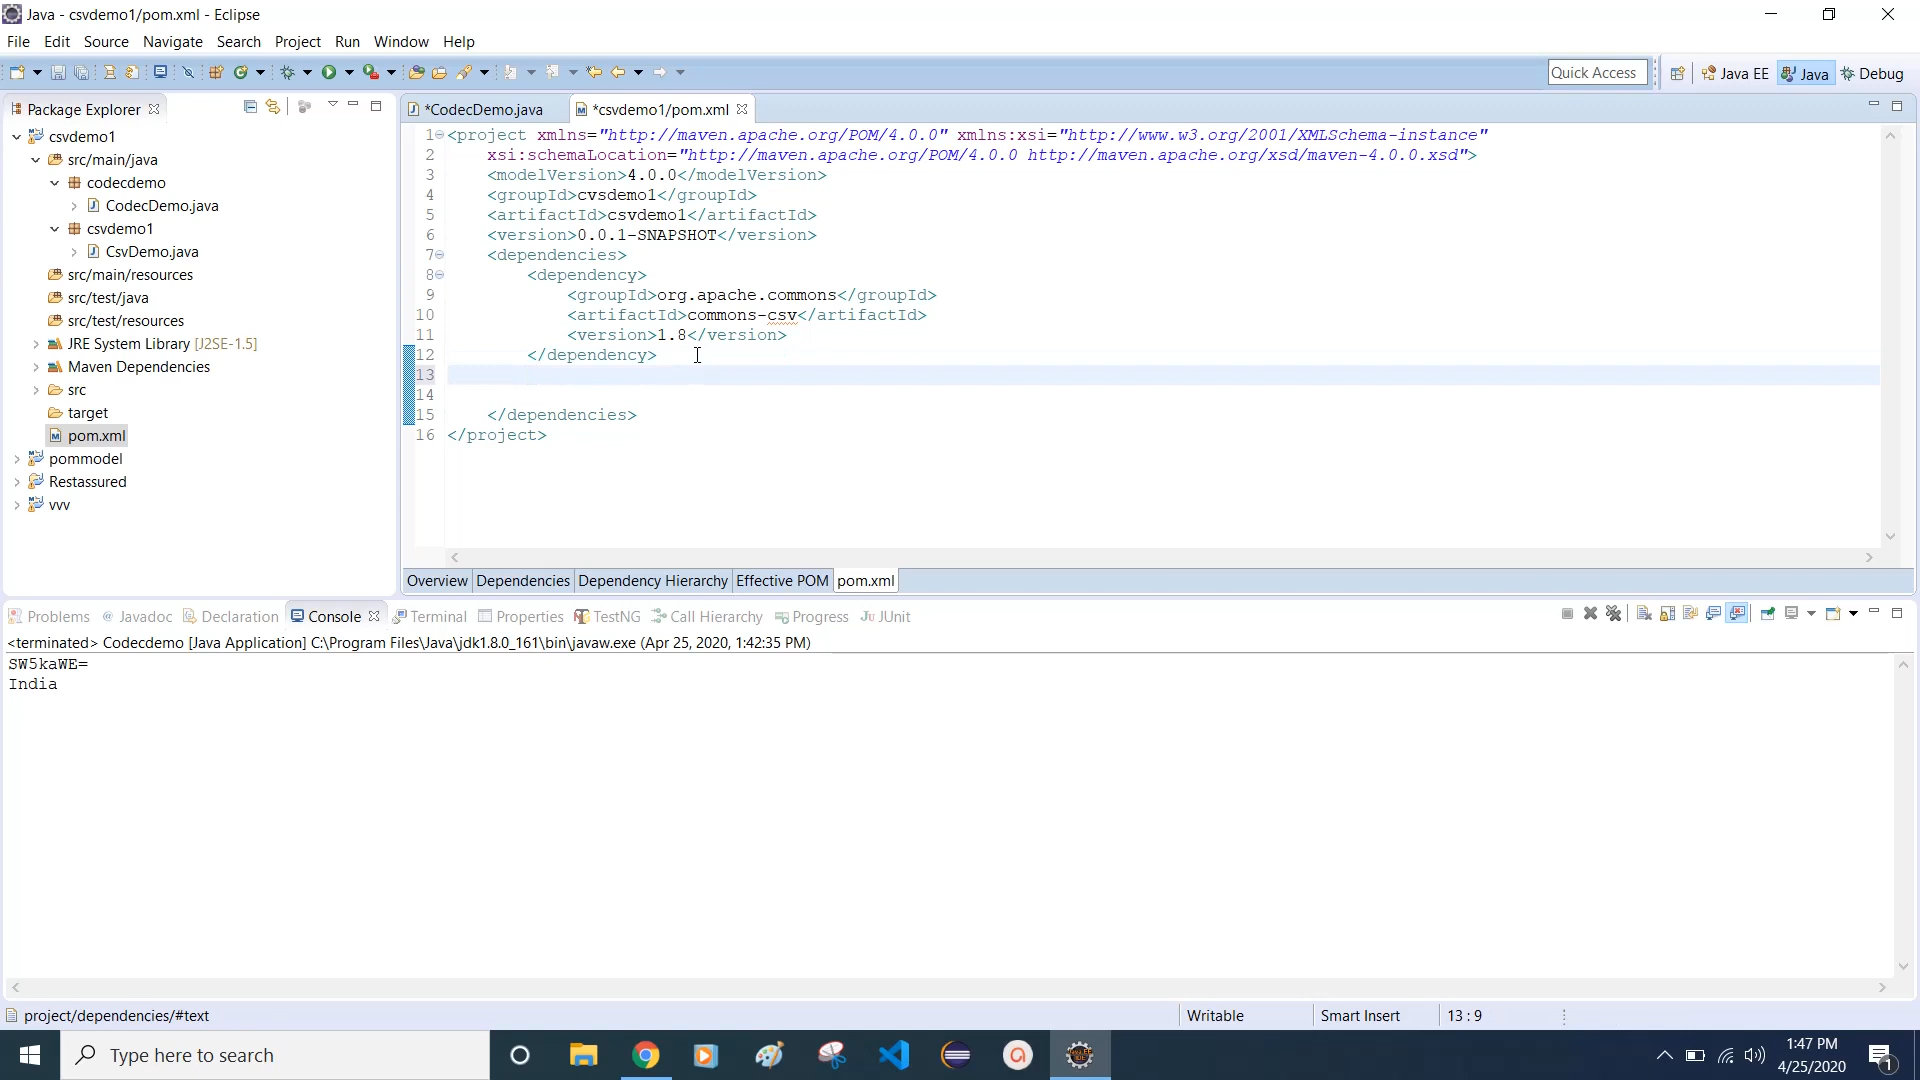 Java - csvdemo1/pom.xml - Eclipse
File Edit Source Navigate Search Project Run Window Help
Quick Access Java EE Java Debug
Package Explorer
csvdemo1
src/main/java
codecdemo
CodecDemo.java
csvdemo1
CsvDemo.java
src/main/resources
src/test/java
src/test/resources
JRE System Library [J2SE-1.5]
Maven Dependencies
src
target
pom.xml
pommodel
Restassured
vvv
*CodecDemo.java *csvdemo1/pom.xml
1 <project xmlns="http://maven.apache.org/POM/4.0.0" xmlns:xsi="http://www.w3.org/2001/XMLSchema-instance"
2 xsi:schemaLocation="http://maven.apache.org/POM/4.0.0 http://maven.apache.org/xsd/maven-4.0.0.xsd">
3 <modelVersion>4.0.0</modelVersion>
4 <groupId>cvsdemo1</groupId>
5 <artifactId>csvdemo1</artifactId>
6 <version>0.0.1-SNAPSHOT</version>
7 <dependencies>
8 <dependency>
9 <groupId>org.apache.commons</groupId>
10 <artifactId>commons-csv</artifactId>
11 <version>1.8</version>
12 </dependency>
13
14
15 </dependencies>
16 </project>
Overview Dependencies Dependency Hierarchy Effective POM pom.xml
Problems @ Javadoc Declaration Console Terminal Properties TestNG Call Hierarchy Progress JUnit
<terminated> Codecdemo [Java Application] C:\Program Files\Java\jdk1.8.0_161\bin\javaw.exe (Apr 25, 2020, 1:42:35 PM)
SW5kaWE=
India
project/dependencies/#text Writable Smart Insert 13 : 9
Type here to search
1:47 PM
4/25/2020
1